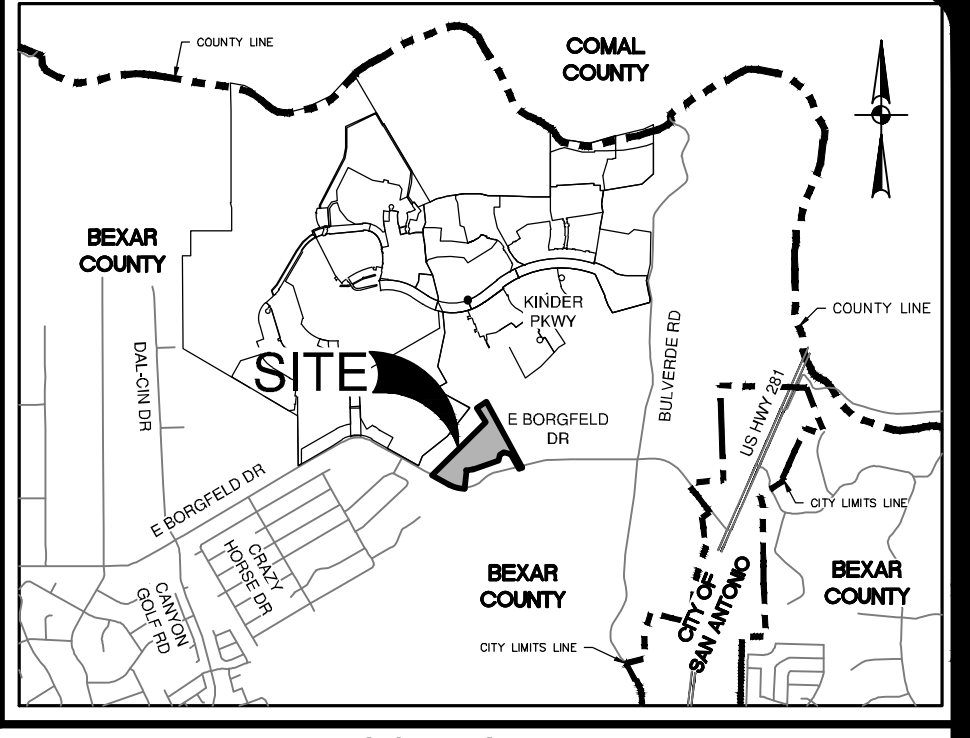 COUNTY LINE
COMAL
COUNTY
BEXAR
COUNTY
KINDER
PKWY
COUNTY LINE
DAL-CIN DR
SITE
BULVERDE RD
US HWY 281
E BORGFELD
DR
E BORGFELD DR
CITY LIMITS LINE
CRAZY
HORSE DR
CANYON
GOLF RD
BEXAR
COUNTY
CITY OF
SAN ANTONIO
BEXAR
COUNTY
CITY LIMITS LINE